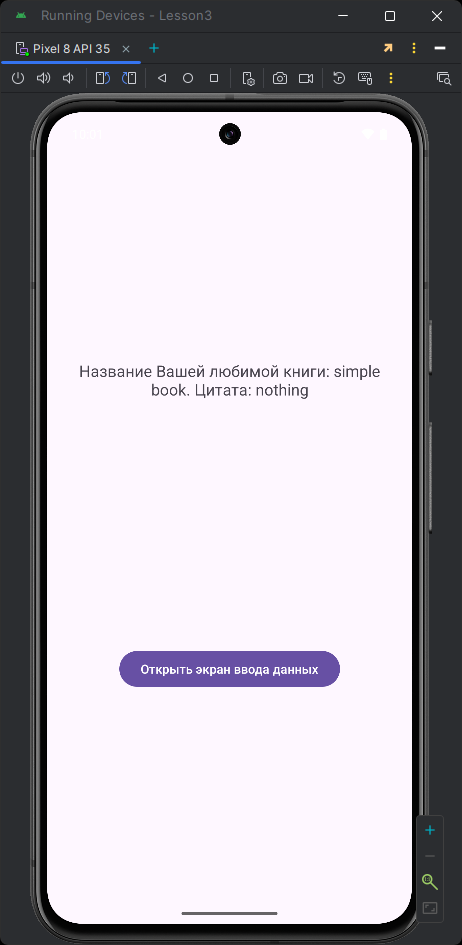 Running Devices - Lesson3
Pixel 8 API 35
Название Вашей любимой книги: simple
book. Цитата: nothing
Открыть экран ввода данных